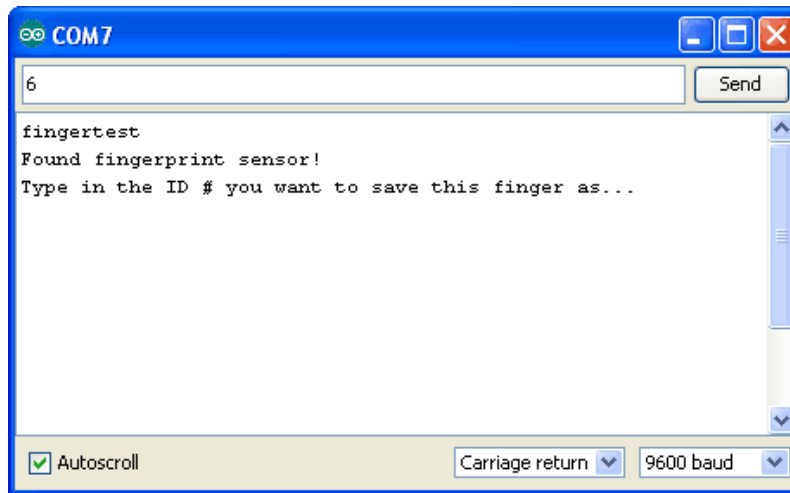 COM7
6
Send
fingertest
Found fingerprint sensor!
Type in the ID # you want to save this finger as...
Autoscroll
Carriage return
9600 baud